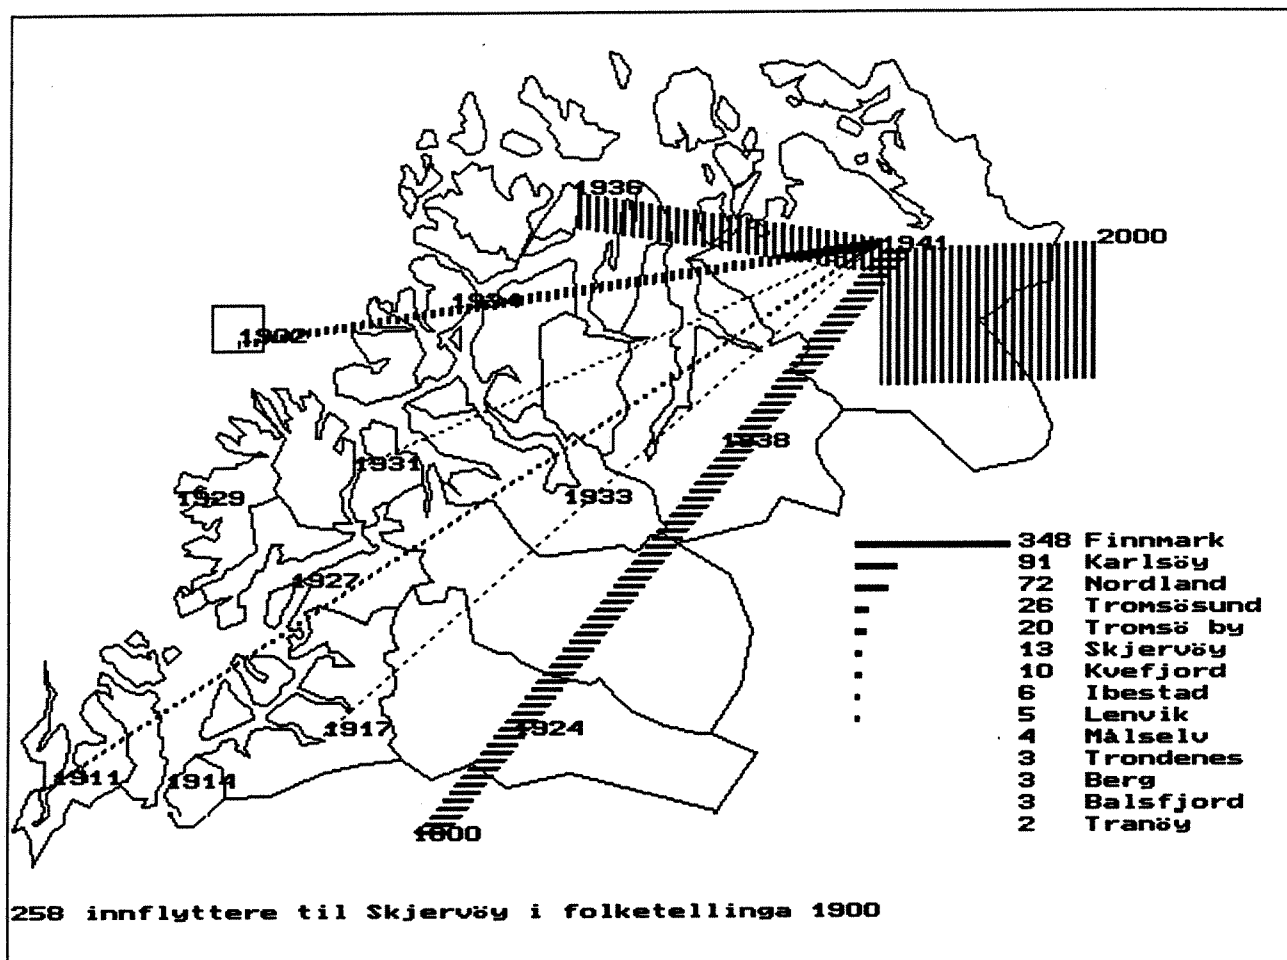 1936
1941
2000
1934
1902
1938
1931
1933
1929
1927
1917
1924
1911
1914
1800
348 Finnmark
91 Karlsöy
72 Nordland
26 Tromsösund
20 Tromsö by
13 Skjervöy
10 Kvefjord
6 Ibestad
5 Lenvik
4 Målselv
3 Trondenes
3 Berg
3 Balsfjord
2 Tranöy
258 innflyttere til Skjervöy i folketellinga 1900